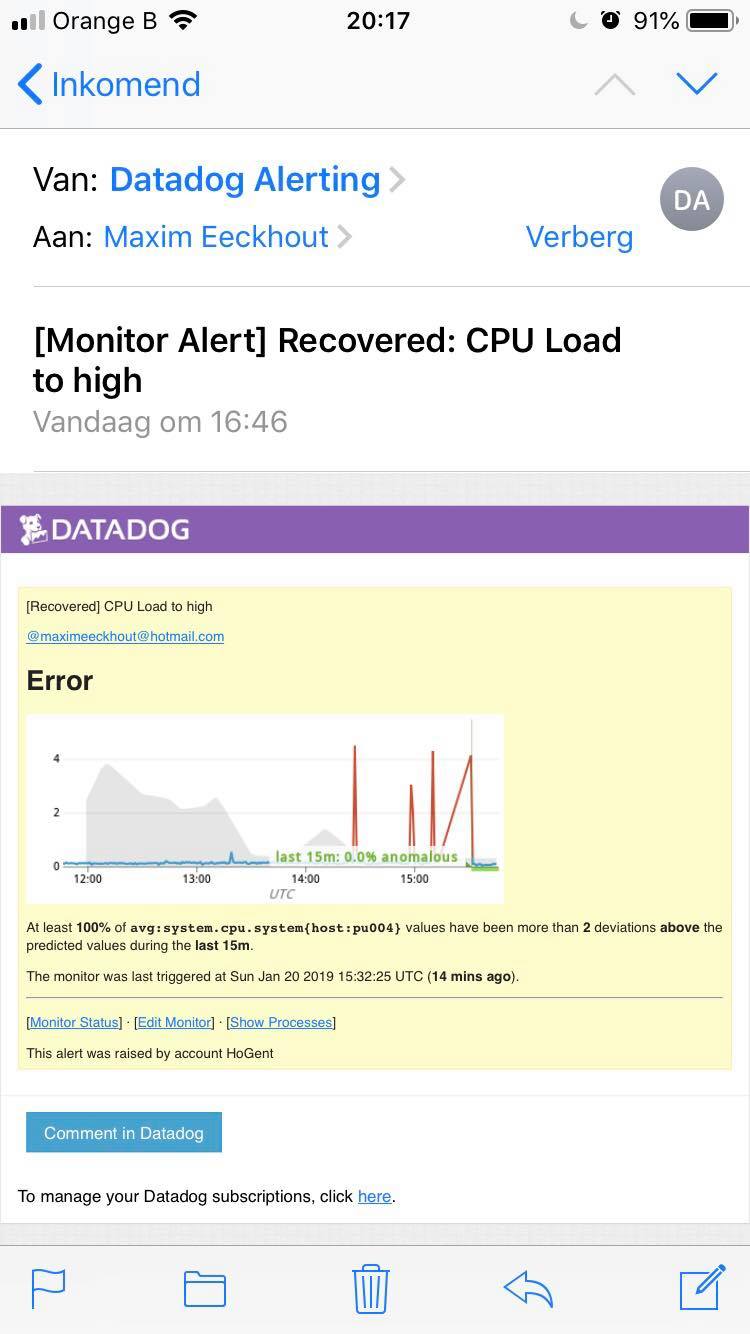 Orange B 20:17 91%
Inkomend
Van: Datadog Alerting
DA
Aan: Maxim Eeckhout Verberg
[Monitor Alert] Recovered: CPU Load
to high
Vandaag om 16:46
DATADOG
[Recovered] CPU Load to high
@maximeeckhout@hotmail.com
Error
4
2
0
last 15m: 0.0% anomalous
12:00 13:00 14:00 15:00
UTC
At least 100% of avg:system.cpu.system{host:pu004} values have been more than 2 deviations above the
predicted values during the last 15m.
The monitor was last triggered at Sun Jan 20 2019 15:32:25 UTC (14 mins ago).
[Monitor Status] · [Edit Monitor] · [Show Processes]
This alert was raised by account HoGent
Comment in Datadog
To manage your Datadog subscriptions, click here.